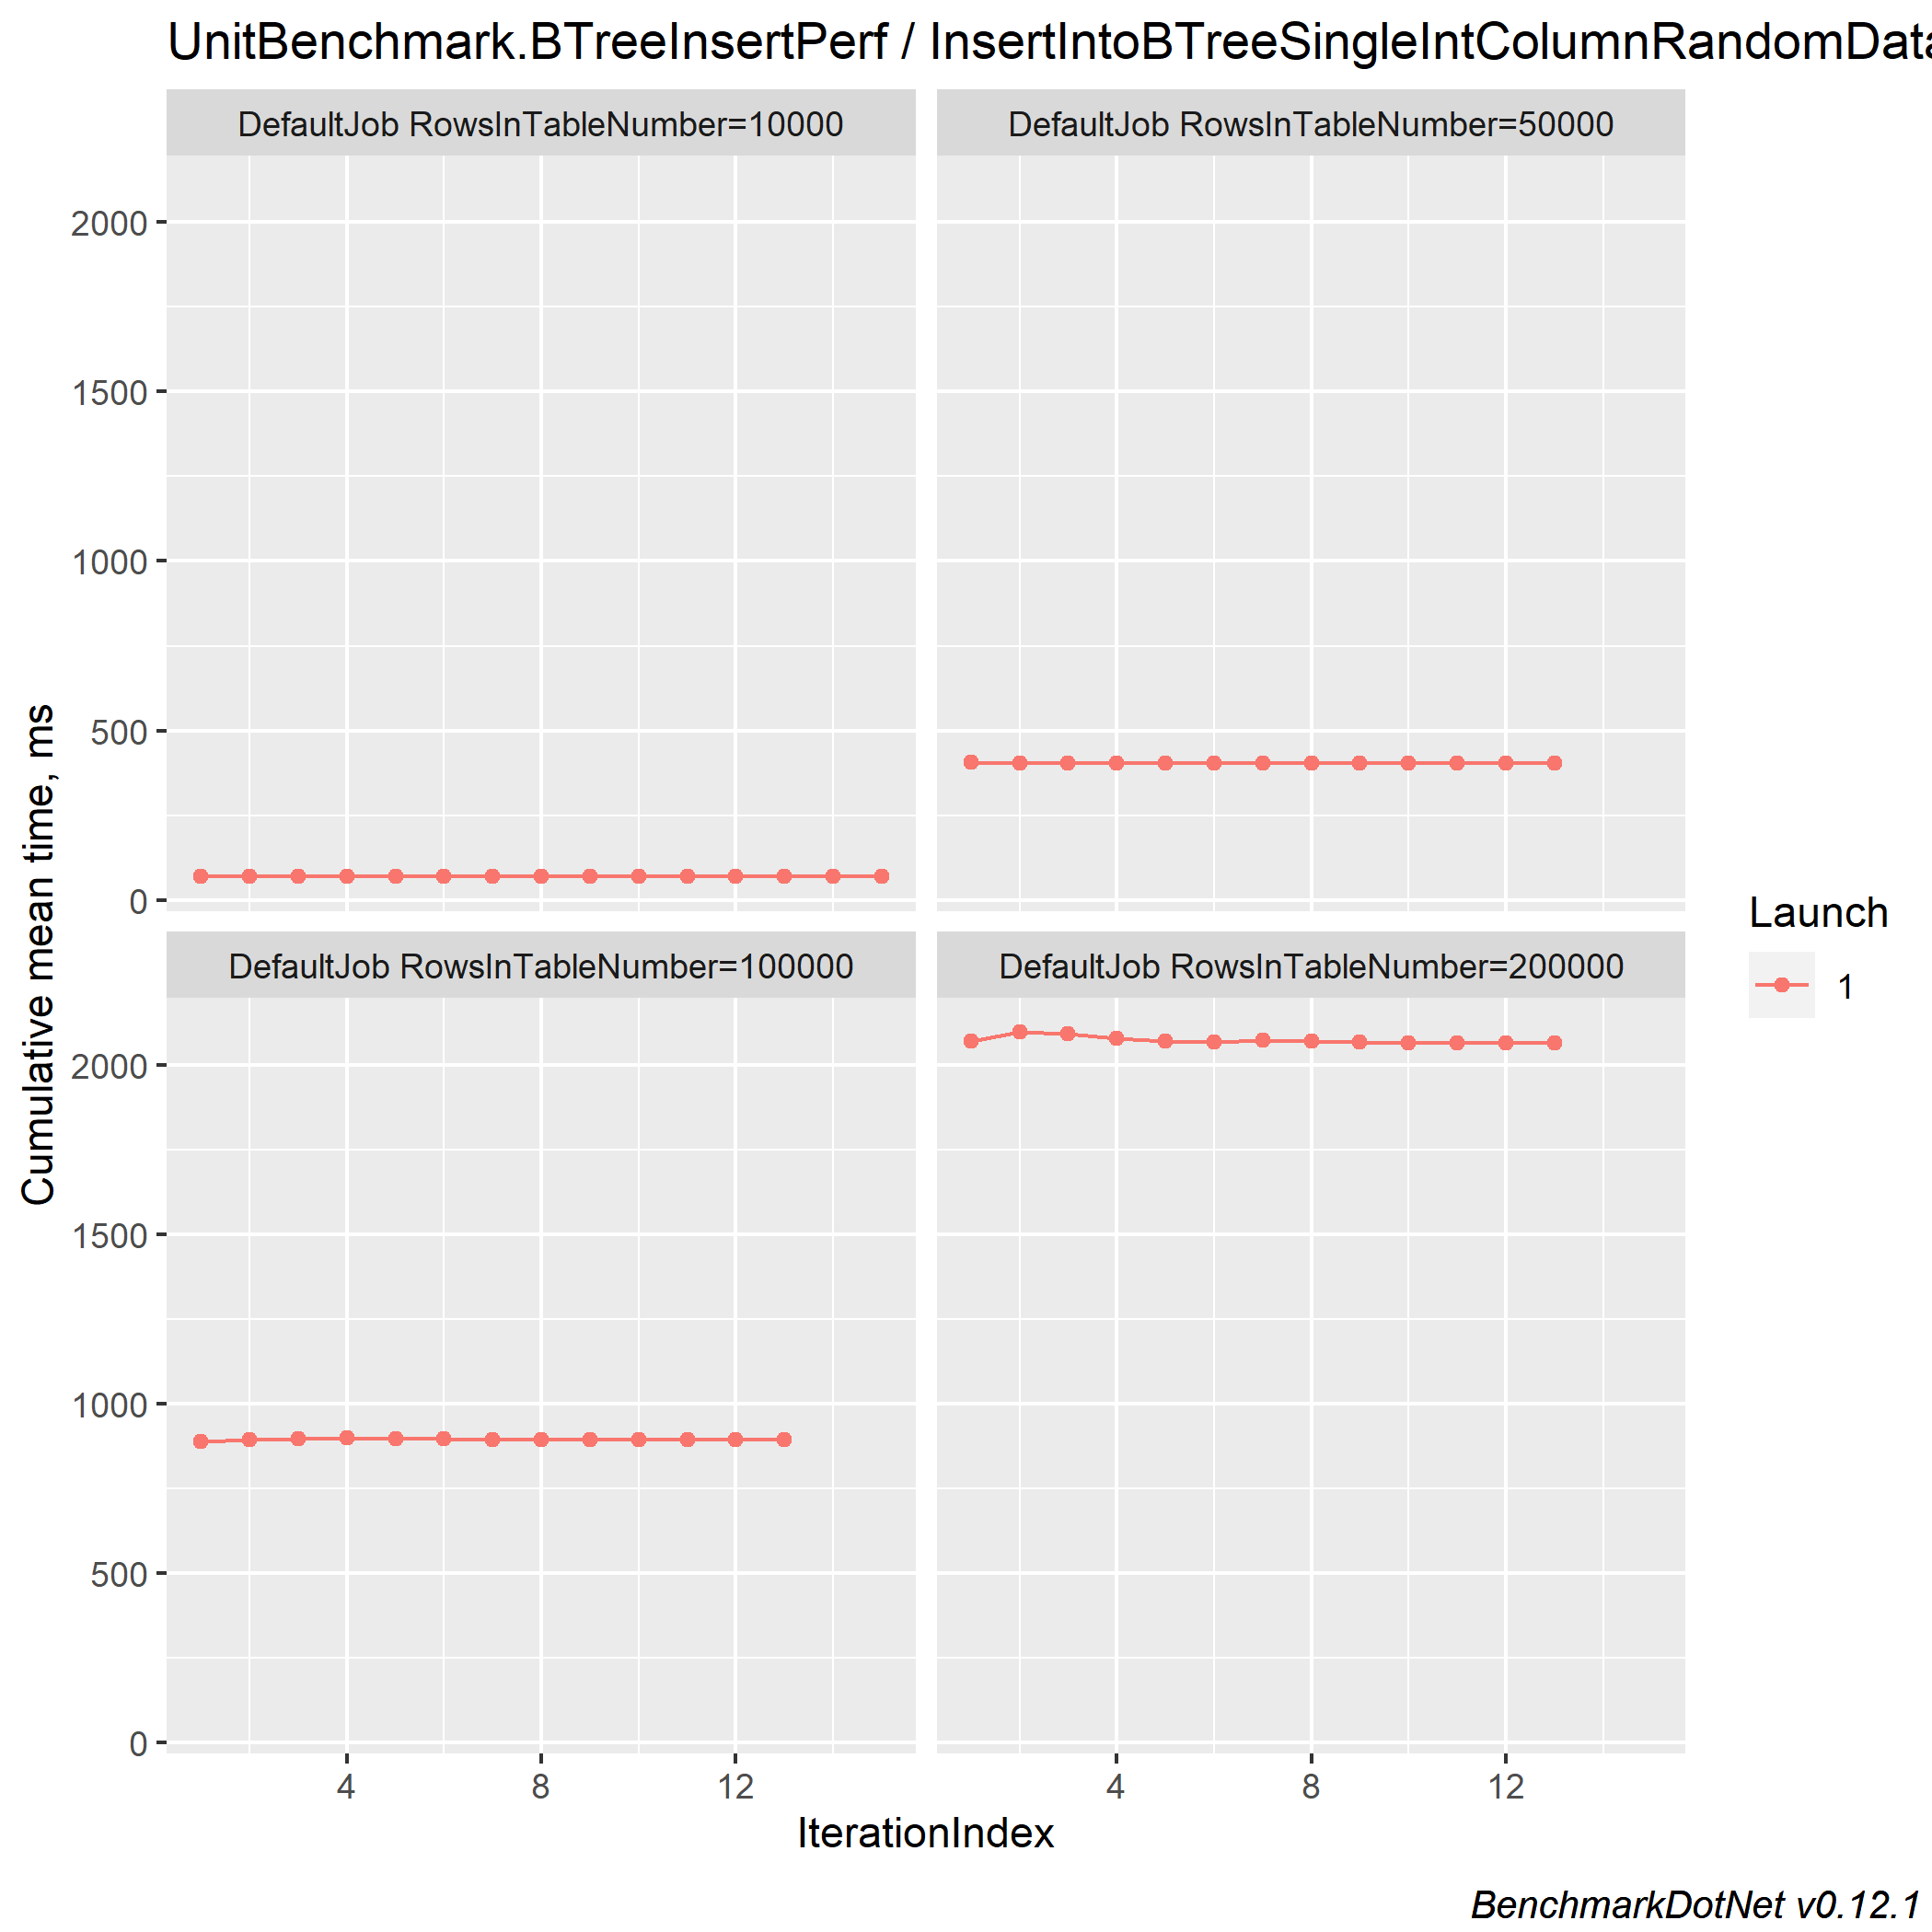 UnitBenchmark.BTreeInsertPerf / InsertIntoBTreeSingleIntColumnRandomData
DefaultJob RowsInTableNumber=10000
DefaultJob RowsInTableNumber=50000
2000
1500
1000
500
0
DefaultJob RowsInTableNumber=100000
DefaultJob RowsInTableNumber=200000
2000
1500
1000
500
0
4
8
12
4
8
12
Cumulative mean time, ms
IterationIndex
Launch
1
BenchmarkDotNet v0.12.1